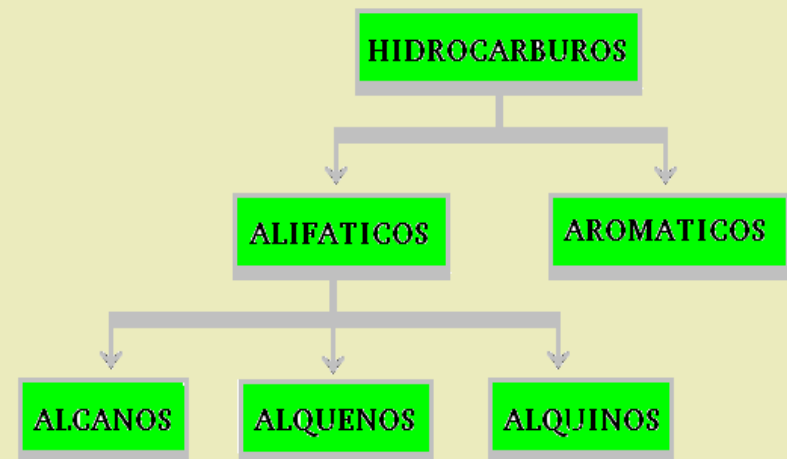 HIDROCARBUROS
ALIFATICOS
AROMATICOS
ALCANOS
ALQUENOS
ALQUINOS